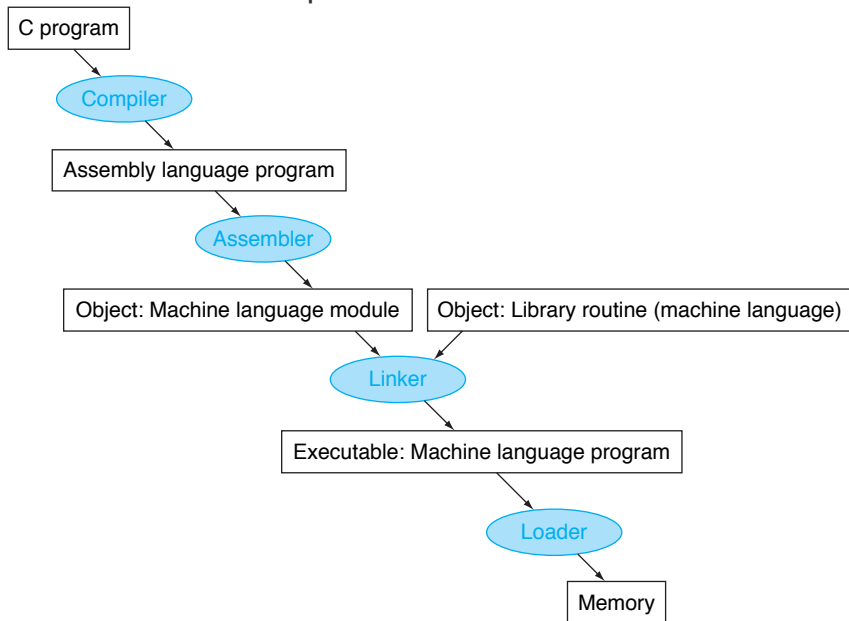 C program
Compiler
Assembly language program
Assembler
Object: Machine language module
Object: Library routine (machine language)
Linker
Executable: Machine language program
Loader
Memory